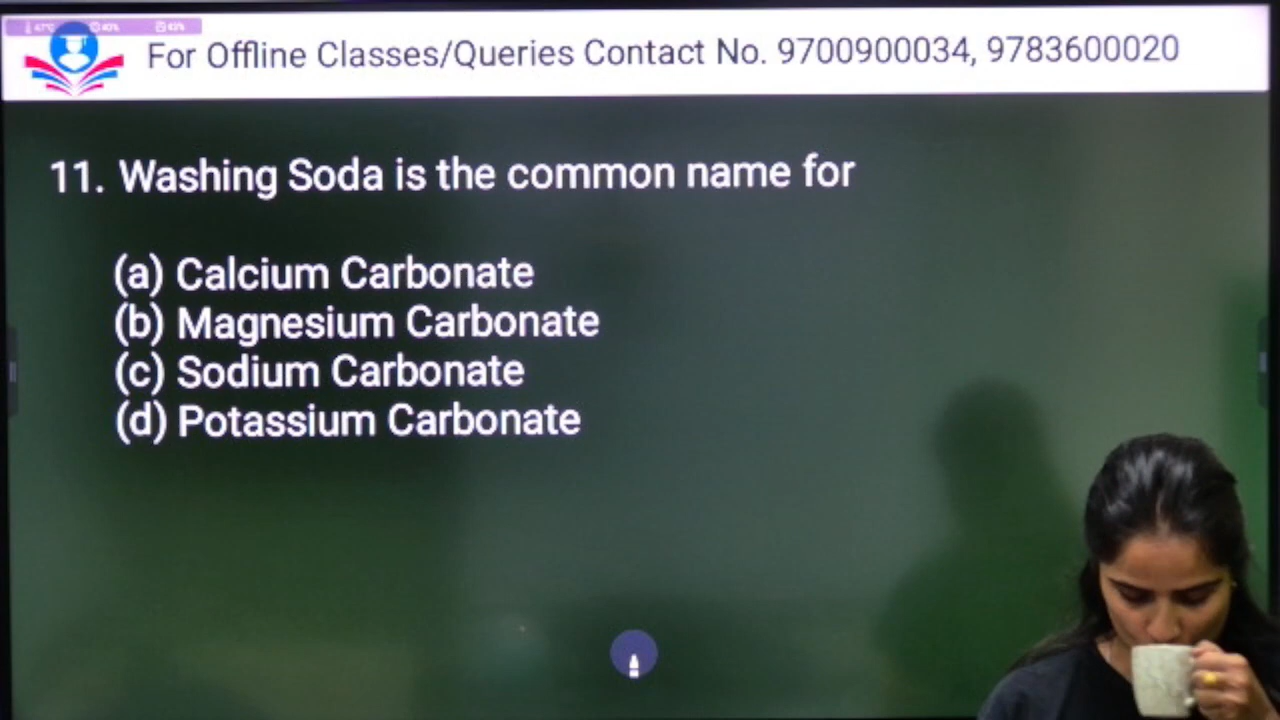 For Offline Classes/Queries Contact No. 9700900034, 9783600020
11. Washing Soda is the common name for
(a) Calcium Carbonate
(b) Magnesium Carbonate
(c) Sodium Carbonate
(d) Potassium Carbonate